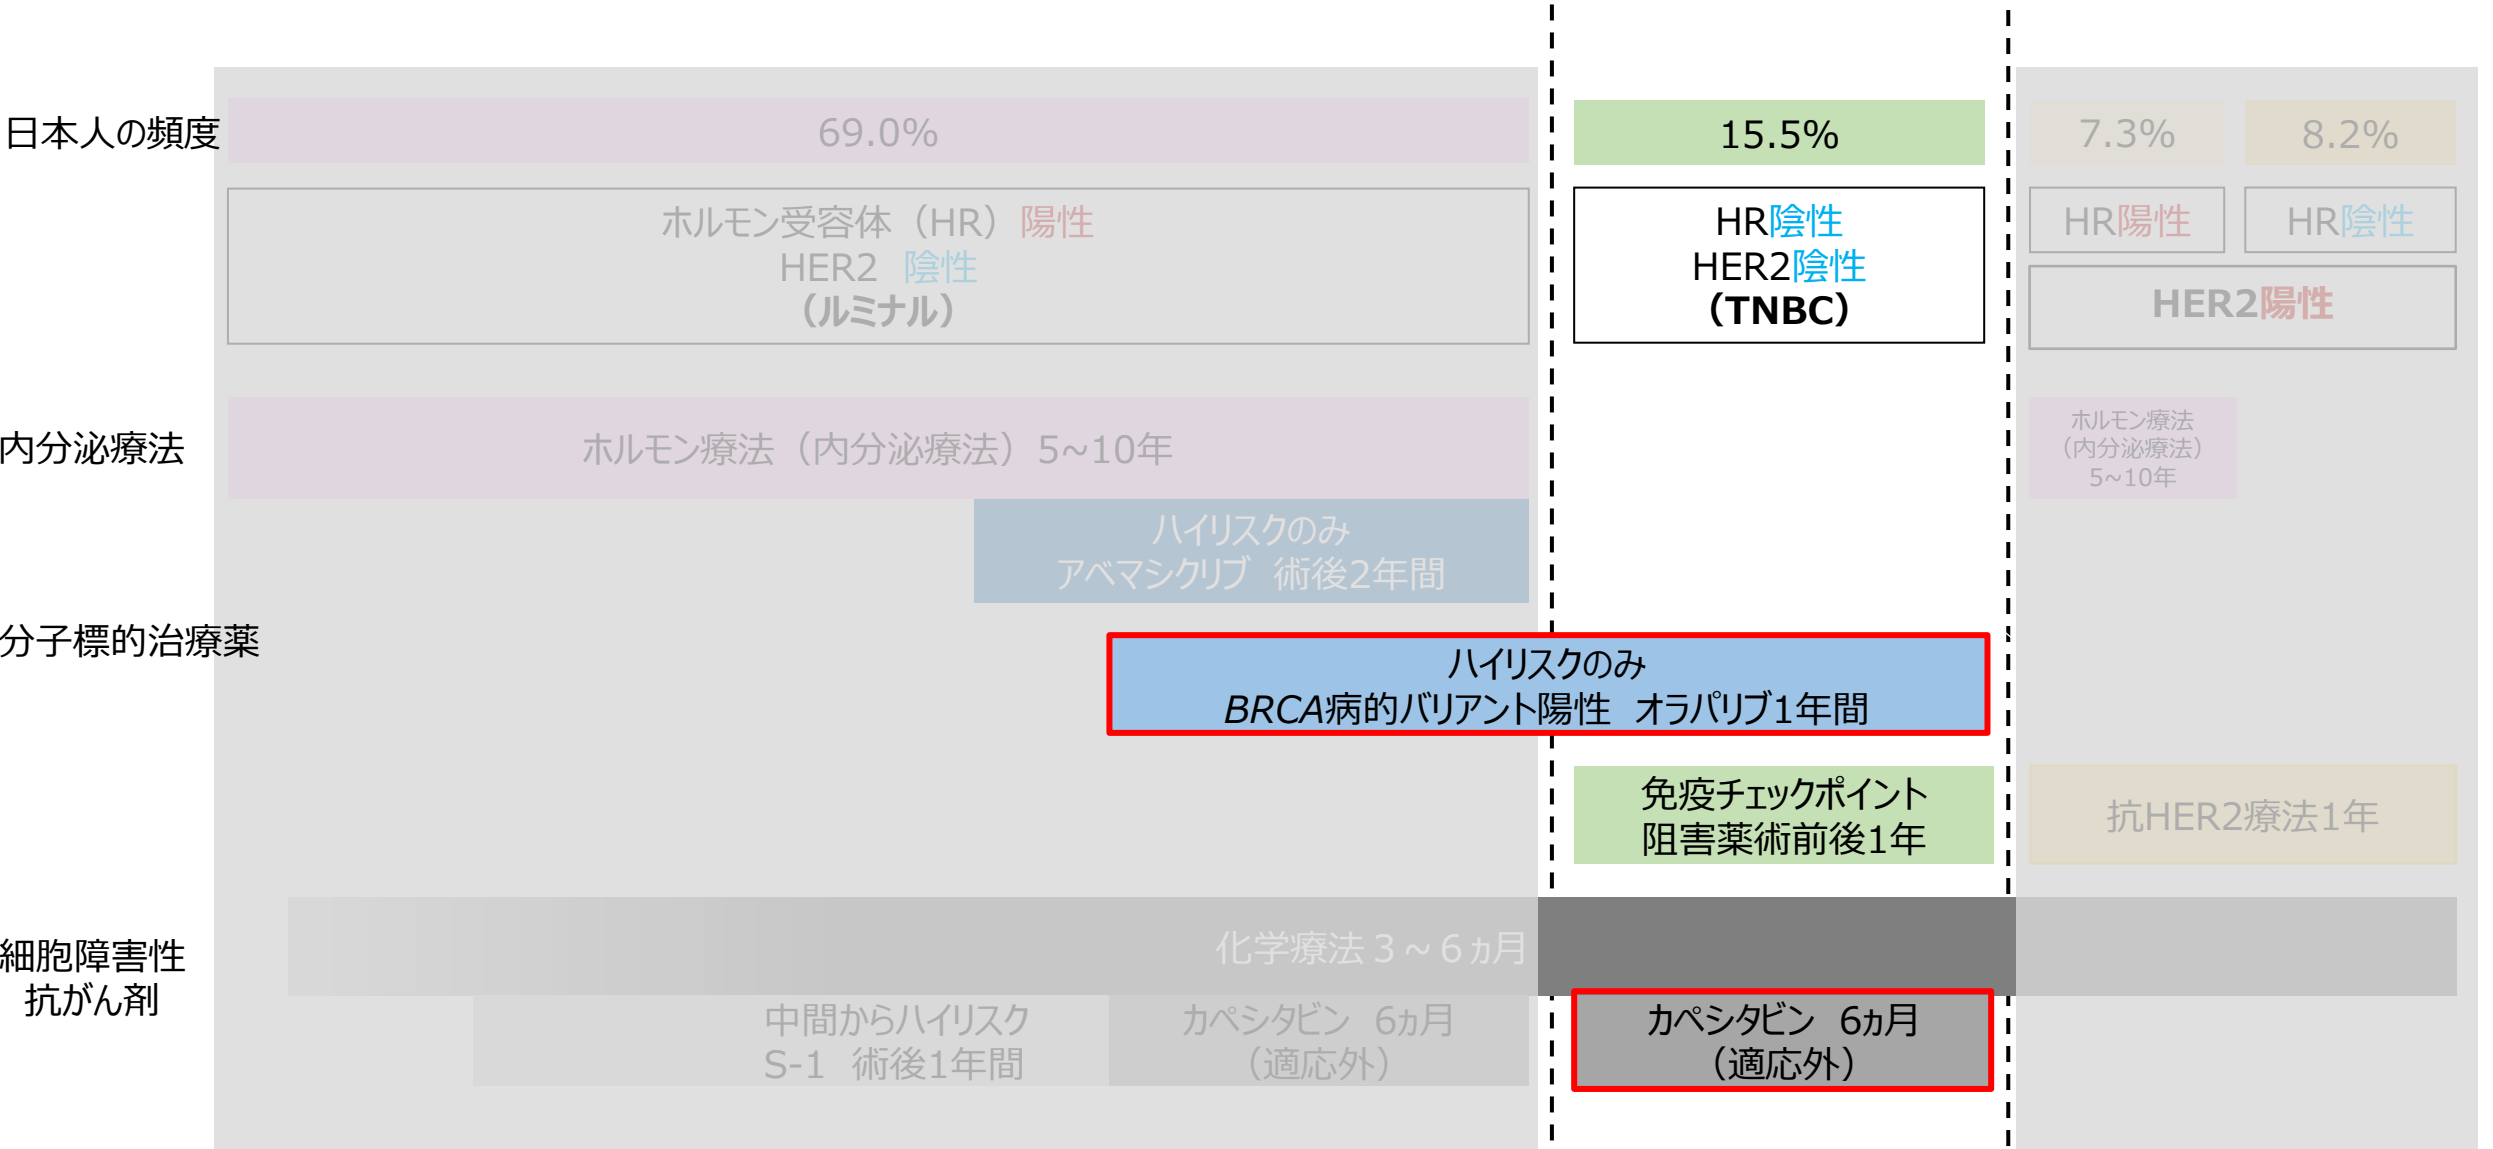 日本人の頻度
69.0%
15.5%
7.3%
8.2%
ホルモン受容体（HR）陽性
HER2　陰性
（ルミナル）
HR陰性
HER2陰性
（TNBC）
HR陽性
HR陰性
HER2陽性
内分泌療法
ホルモン療法（内分泌療法）5~10年
ホルモン療法
（内分泌療法）
5~10年
ハイリスクのみ
アベマシクリブ　術後2年間
分子標的治療薬
ハイリスクのみ
BRCA病的バリアント陽性　オラパリブ1年間
免疫チェックポイント
阻害薬術前後1年
抗HER2療法1年
細胞障害性
抗がん剤
化学療法３～６ヵ月
中間からハイリスク
S-1　術後1年間
カペシタビン　6ヵ月
（適応外）
カペシタビン　6ヵ月
（適応外）